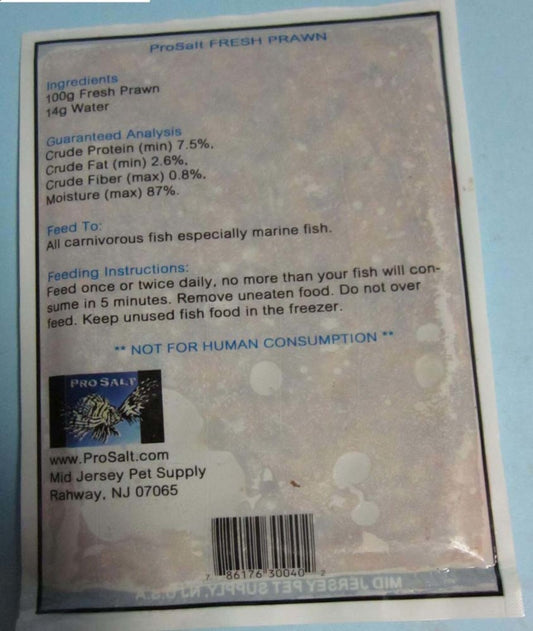 ProSalt FRESH PRAWN
Ingredients
100g Fresh Prawn
14g Water
Guaranteed Analysis
Crude Protein (min) 7.5%,
Crude Fat (min) 2.6%,
Crude Fiber (max) 0.8%,
Moisture (max) 87%.
Feed To:
All carnivorous fish especially marine fish.
Feeding Instructions:
Feed once or twice daily, no more than your fish will con-
sume in 5 minutes. Remove uneaten food. Do not over
feed. Keep unused fish food in the freezer.
** NOT FOR HUMAN CONSUMPTION **
PRO SALT
www.ProSalt.com
Mid Jersey Pet Supply
Rahway, NJ 07065
7 86176 30040 2
MID JERSEY PET SUPPLY, NJ U.S.A